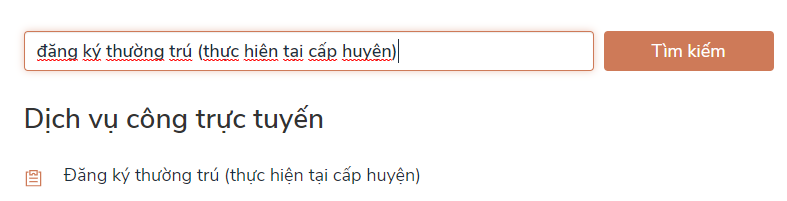 đăng ký thường trú (thực hiện tại cấp huyện)
Tìm kiếm
Dịch vụ công trực tuyến
Đăng ký thường trú (thực hiện tại cấp huyện)